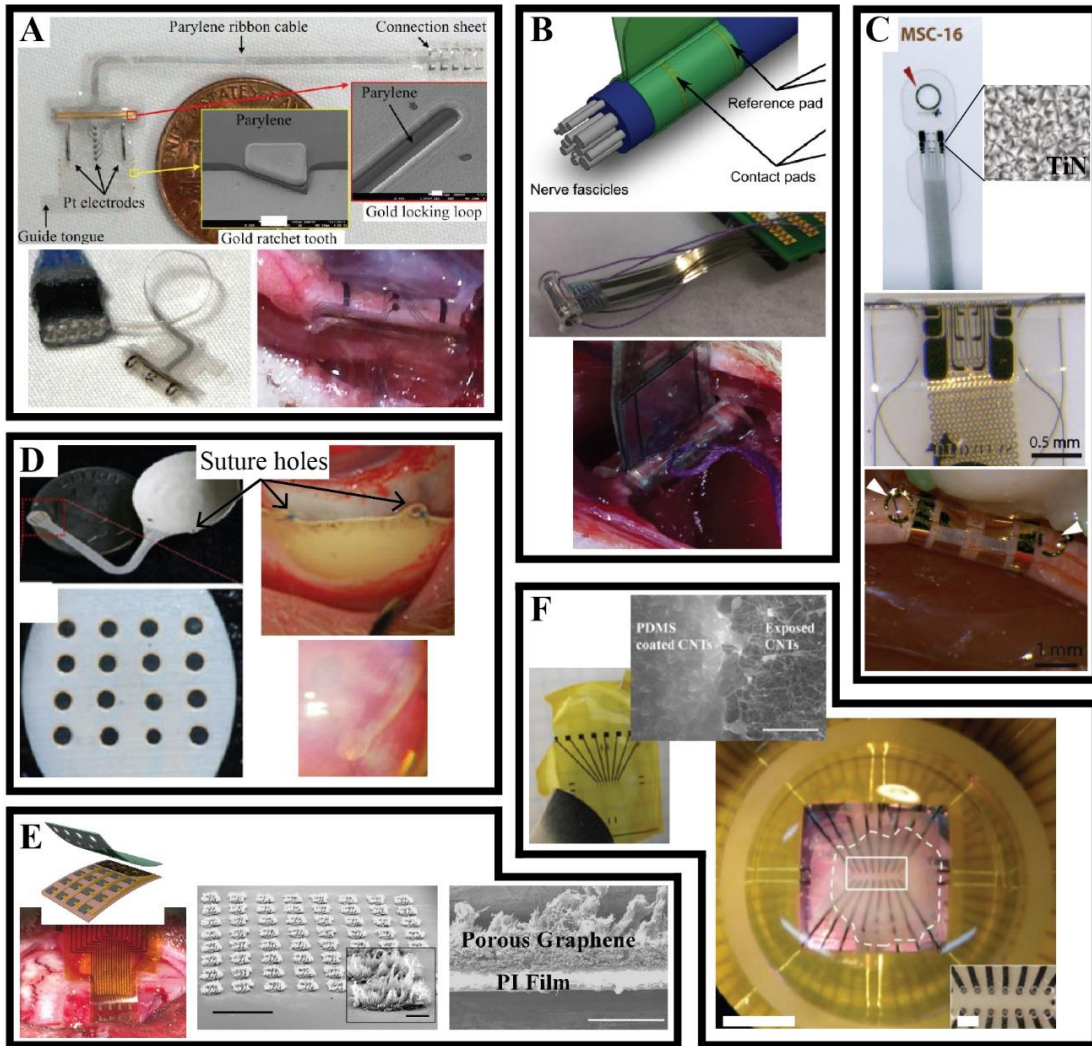 A
Parylene ribbon cable
Connection sheet
Parylene
Parylene
Pt electrodes
Guide tongue
Gold ratchet tooth
Gold locking loop
B
Reference pad
Contact pads
Nerve fascicles
C
MSC-16
TiN
0.5 mm
1 mm
D
Suture holes
E
Porous Graphene
PI Film
F
PDMS
coated CNTs
Exposed
CNTs